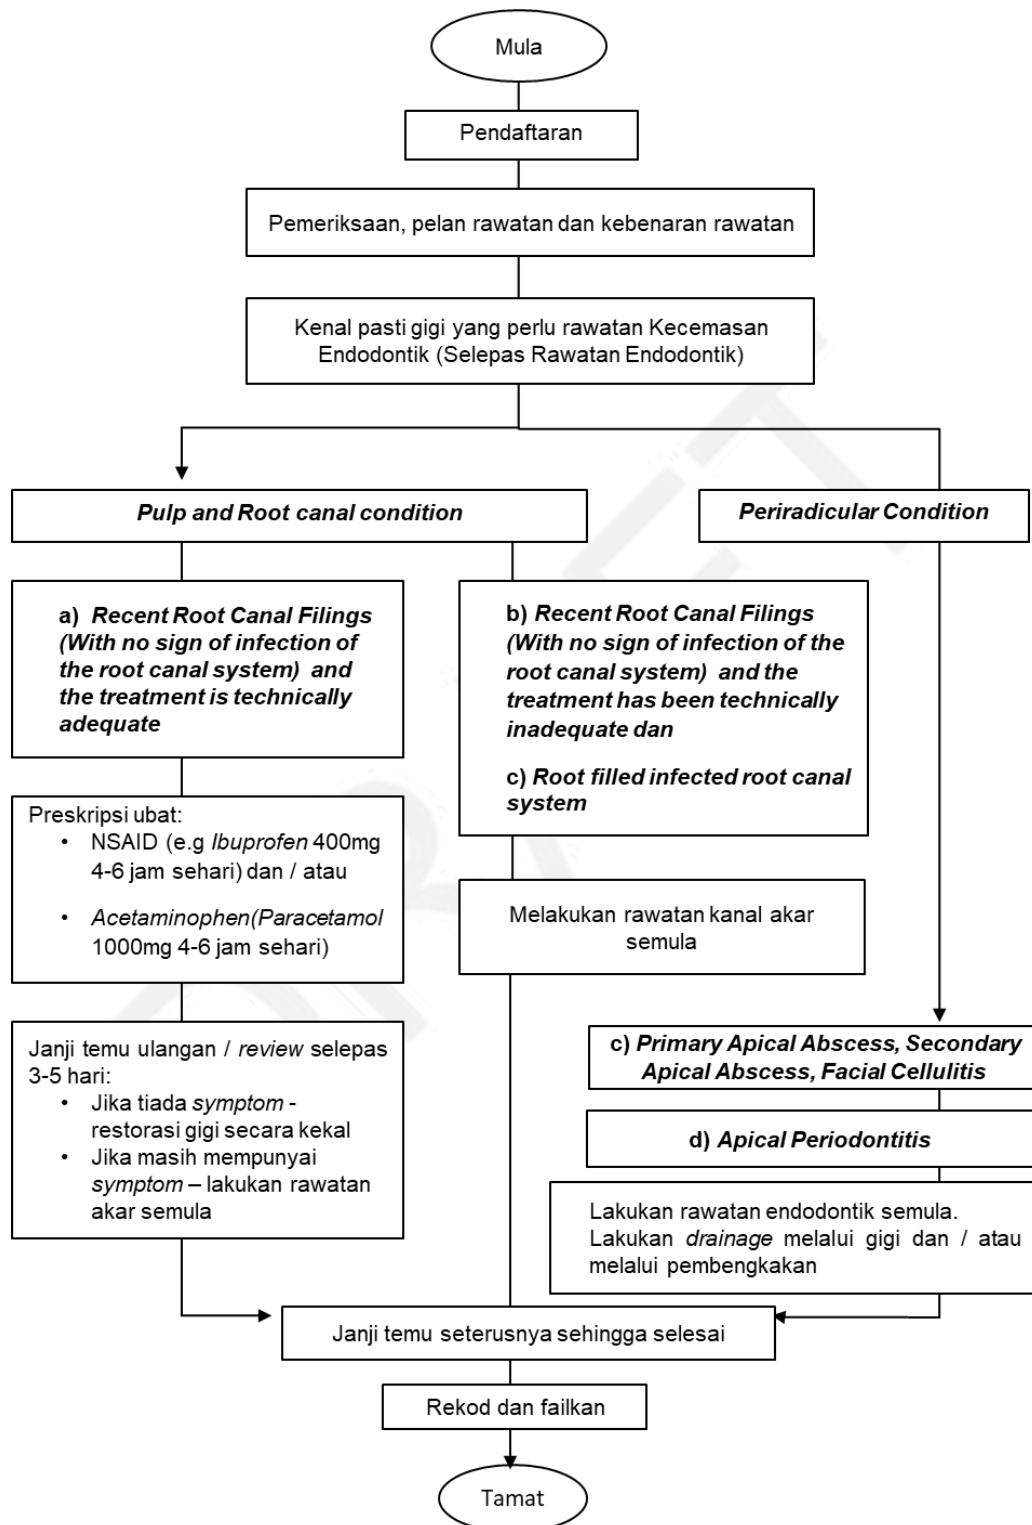 Mula
Pendaftaran
Pemeriksaan, pelan rawatan dan kebenaran rawatan
Kenal pasti gigi yang perlu rawatan Kecemasan
Endodontik (Selepas Rawatan Endodontik)
Pulp and Root canal condition
Periradicular Condition
a) Recent Root Canal Filings
(With no sign of infection of
the root canal system) and
the treatment is technically
adequate
b) Recent Root Canal Filings
(With no sign of infection of the
root canal system) and the
treatment has been technically
inadequate dan
c) Root filled infected root canal
system
Preskripsi ubat:
• NSAID (e.g Ibuprofen 400mg
4-6 jam sehari) dan / atau
• Acetaminophen(Paracetamol
1000mg 4-6 jam sehari)
Melakukan rawatan kanal akar
semula
Janji temu ulangan / review selepas
3-5 hari:
• Jika tiada symptom -
restorasi gigi secara kekal
• Jika masih mempunyai
symptom – lakukan rawatan
akar semula
c) Primary Apical Abscess, Secondary
Apical Abscess, Facial Cellulitis
d) Apical Periodontitis
Lakukan rawatan endodontik semula.
Lakukan drainage melalui gigi dan / atau
melalui pembengkakan
Janji temu seterusnya sehingga selesai
Rekod dan failkan
Tamat